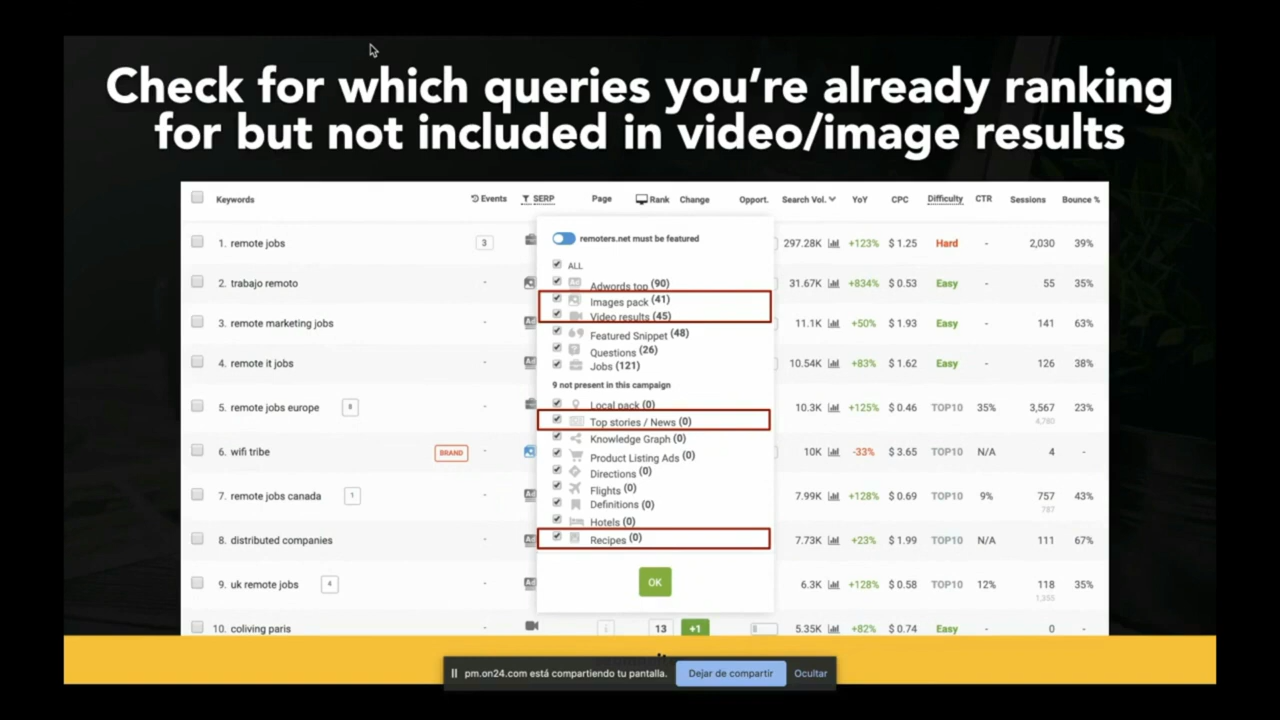 Check for which queries you're already ranking
for but not included in video/image results
Keywords Events SERP Page Rank Change Opport. Search Vol. YoY CPC Difficulty CTR Sessions Bounce %
remoters.net must be featured
1. remote jobs 3 297.28K +123% $ 1.25 Hard - 2,030 39%
ALL
Adwords top (90)
2. trabajo remoto - 31.67K +834% $ 0.53 Easy - 55 35%
Images pack (41)
Video results (45)
3. remote marketing jobs - Ad 11.1K +50% $ 1.93 Easy - 141 63%
Featured Snippet (48)
Questions (26)
4. remote it jobs - Ad 10.54K +83% $ 1.62 Easy - 126 38%
Jobs (121)
9 not present in this campaign
5. remote jobs europe 8 - 10.3K +125% $ 0.46 TOP10 35% 3,567 23%
4,780
Local pack (0)
Top stories / News (0)
Knowledge Graph (0)
6. wifi tribe BRAND - 10K -33% $ 3.65 TOP10 N/A 4 -
Product Listing Ads (0)
Directions (0)
Flights (0)
7. remote jobs canada 1 - Ad 7.99K +128% $ 0.69 TOP10 9% 757 43%
787
Definitions (0)
Hotels (0)
8. distributed companies - Ad 7.73K +23% $ 1.99 TOP10 N/A 111 67%
Recipes (0)
9. uk remote jobs 4 - Ad 6.3K +128% $ 0.58 TOP10 12% 118 35%
1,355
OK
10. coliving paris - 13 +1 5.35K +82% $ 0.74 Easy - 0 -
pm.on24.com está compartiendo tu pantalla. Dejar de compartir Ocultar